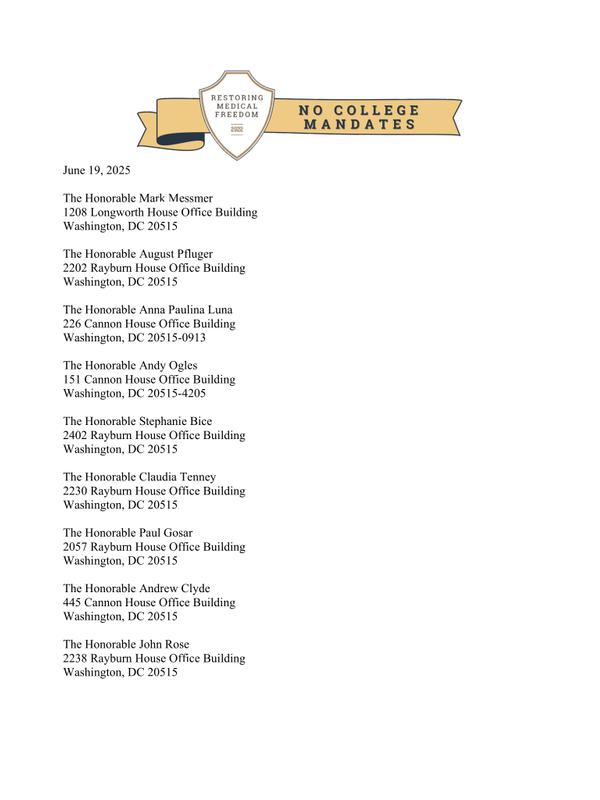 RESTORING
MEDICAL
FREEDOM
NO COLLEGE
MANDATES
June 19, 2025
The Honorable Mark Messmer
1208 Longworth House Office Building
Washington, DC 20515
The Honorable August Pfluger
2202 Rayburn House Office Building
Washington, DC 20515
The Honorable Anna Paulina Luna
226 Cannon House Office Building
Washington, DC 20515-0913
The Honorable Andy Ogles
151 Cannon House Office Building
Washington, DC 20515-4205
The Honorable Stephanie Bice
2402 Rayburn House Office Building
Washington, DC 20515
The Honorable Claudia Tenney
2230 Rayburn House Office Building
Washington, DC 20515
The Honorable Paul Gosar
2057 Rayburn House Office Building
Washington, DC 20515
The Honorable Andrew Clyde
445 Cannon House Office Building
Washington, DC 20515
The Honorable John Rose
2238 Rayburn House Office Building
Washington, DC 20515